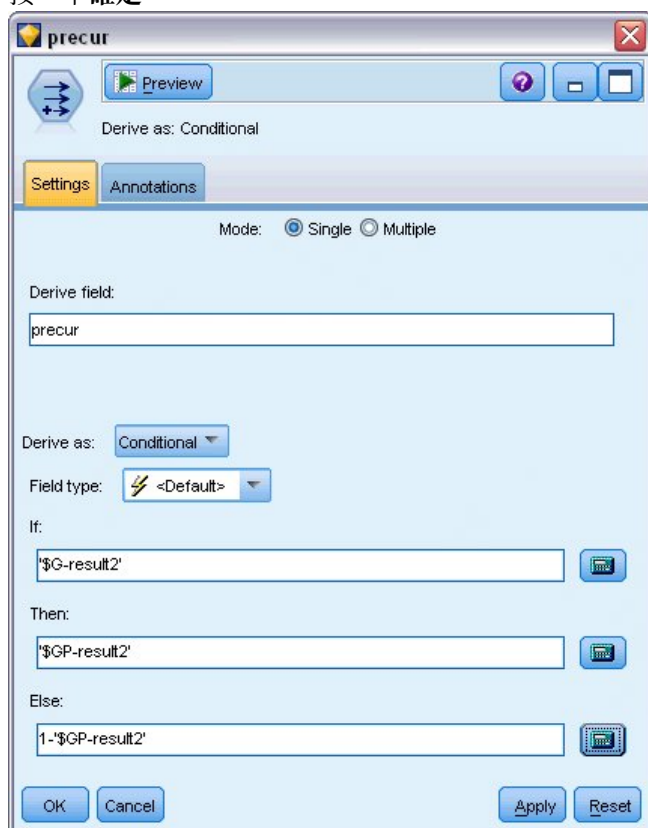 precur
Preview
Derive as: Conditional
Settings Annotations
Mode: Single Multiple
Derive field:
precur
Derive as: Conditional
Field type: <Default>
If:
'$G-result2'
Then:
'$GP-result2'
Else:
1-'$GP-result2'
OK Cancel Apply Reset